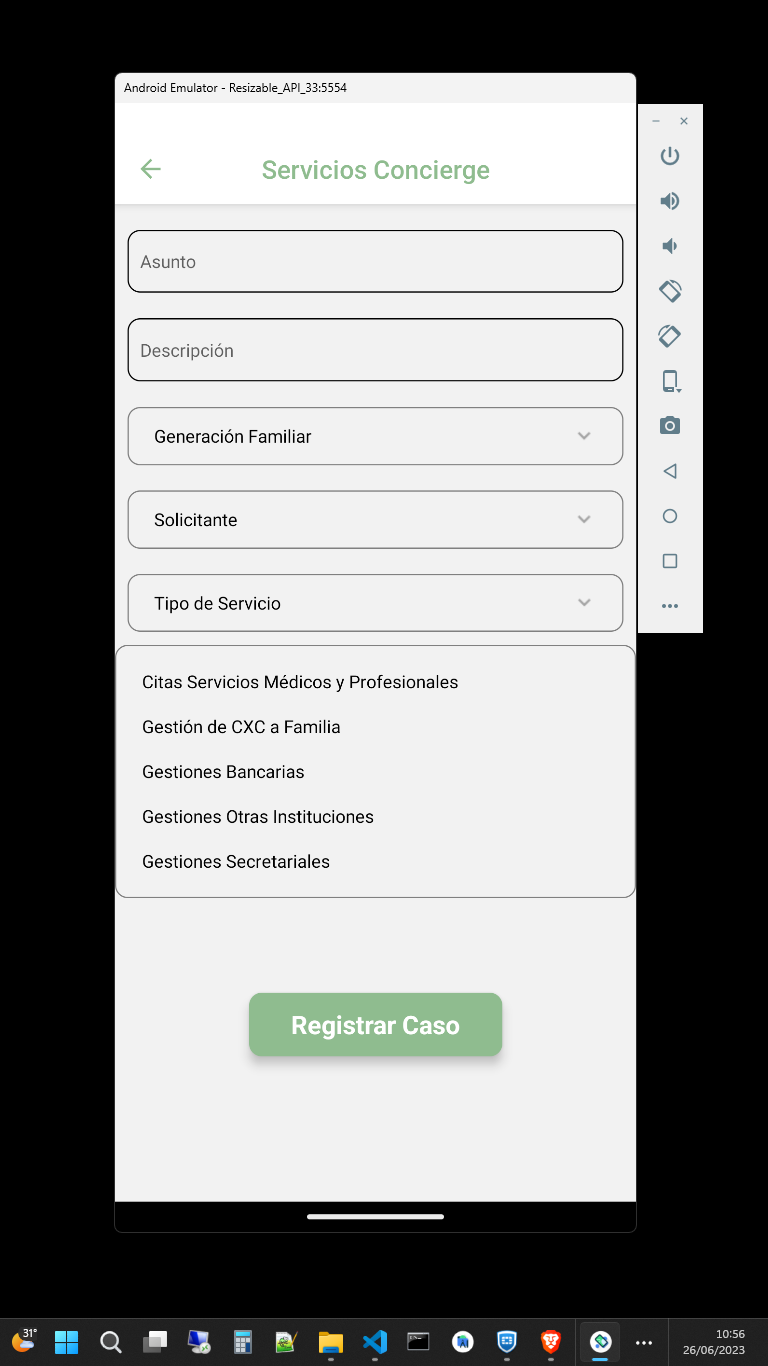 Android Emulator - Resizable_API_33:5554
Servicios Concierge
Asunto
Descripción
Generación Familiar
Solicitante
Tipo de Servicio
Citas Servicios Médicos y Profesionales
Gestión de CXC a Familia
Gestiones Bancarias
Gestiones Otras Instituciones
Gestiones Secretariales
Registrar Caso
31°
10:56
26/06/2023